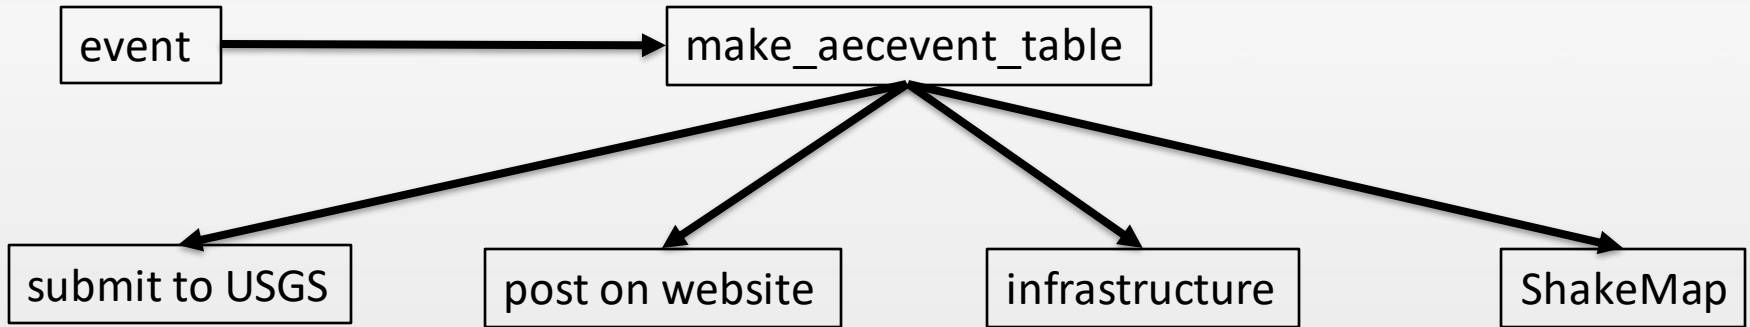 event
make_aecevent_table
submit to USGS
post on website
infrastructure
ShakeMap